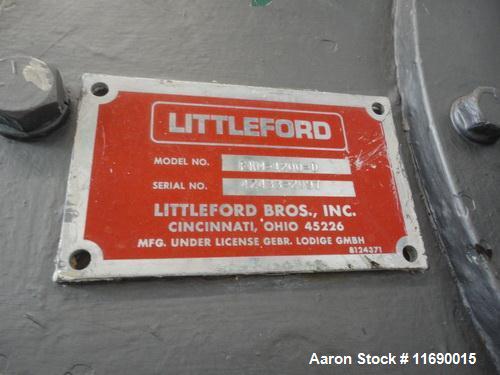 LITTLEFORD
MODEL NO.
SERIAL NO.
LITTLEFORD BROS., INC.
CINCINNATI, OHIO 45226
MFG. UNDER LICENSE GEBR. LODIGE GMBH
8124371
Aaron Stock # 11690015